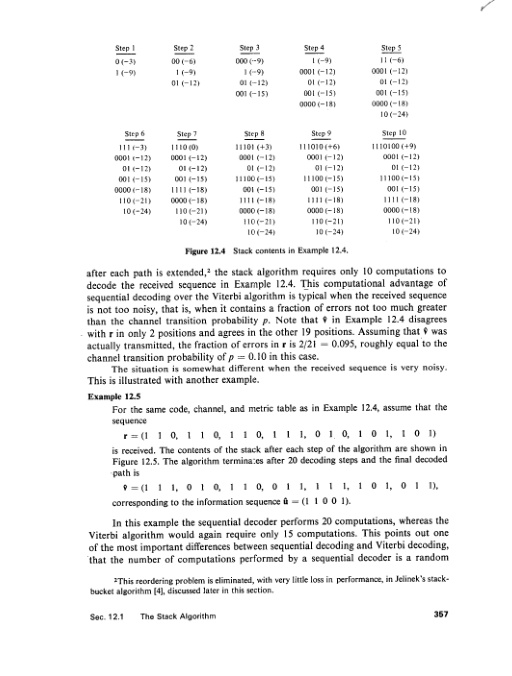 Step 1 Step 2 Step 3 Step 4 Step 5
0 (−3) 00 (−6) 000 (−9) 1 (−9) 11 (−6)
1 (−9) 1 (−9) 1 (−9) 0001 (−12) 0001 (−12)
01 (−12) 01 (−12) 01 (−12) 01 (−12)
001 (−15) 001 (−15) 001 (−15)
0000 (−18) 0000 (−18)
10 (−24)
Step 6 Step 7 Step 8 Step 9 Step 10
111 (−3) 1110 (0) 11101 (+3) 111010 (+6) 1110100 (+9)
0001 (−12) 0001 (−12) 0001 (−12) 0001 (−12) 0001 (−12)
01 (−12) 01 (−12) 01 (−12) 01 (−12) 01 (−12)
001 (−15) 001 (−15) 11100 (−15) 11100 (−15) 11100 (−15)
0000 (−18) 1111 (−18) 001 (−15) 001 (−15) 001 (−15)
110 (−21) 0000 (−18) 1111 (−18) 1111 (−18) 1111 (−18)
10 (−24) 110 (−21) 0000 (−18) 0000 (−18) 0000 (−18)
10 (−24) 110 (−21) 110 (−21) 110 (−21)
10 (−24) 10 (−24) 10 (−24)
Figure 12.4 Stack contents in Example 12.4.
after each path is extended,² the stack algorithm requires only 10 computations to
decode the received sequence in Example 12.4. This computational advantage of
sequential decoding over the Viterbi algorithm is typical when the received sequence
is not too noisy, that is, when it contains a fraction of errors not too much greater
than the channel transition probability p. Note that v̂ in Example 12.4 disagrees
with r in only 2 positions and agrees in the other 19 positions. Assuming that v̂ was
actually transmitted, the fraction of errors in r is 2/21 = 0.095, roughly equal to the
channel transition probability of p = 0.10 in this case.
The situation is somewhat different when the received sequence is very noisy.
This is illustrated with another example.
Example 12.5
For the same code, channel, and metric table as in Example 12.4, assume that the
sequence
r = (1 1 0, 1 1 0, 1 1 0, 1 1 1, 0 1 0, 1 0 1, 1 0 1)
is received. The contents of the stack after each step of the algorithm are shown in
Figure 12.5. The algorithm terminates after 20 decoding steps and the final decoded
path is
v̂ = (1 1 1, 0 1 0, 1 1 0, 0 1 1, 1 1 1, 1 0 1, 0 1 1),
corresponding to the information sequence û = (1 1 0 0 1).
In this example the sequential decoder performs 20 computations, whereas the
Viterbi algorithm would again require only 15 computations. This points out one
of the most important differences between sequential decoding and Viterbi decoding,
that the number of computations performed by a sequential decoder is a random
²This reordering problem is eliminated, with very little loss in performance, in Jelinek's stack-
bucket algorithm [4], discussed later in this section.
Sec. 12.1 The Stack Algorithm 357